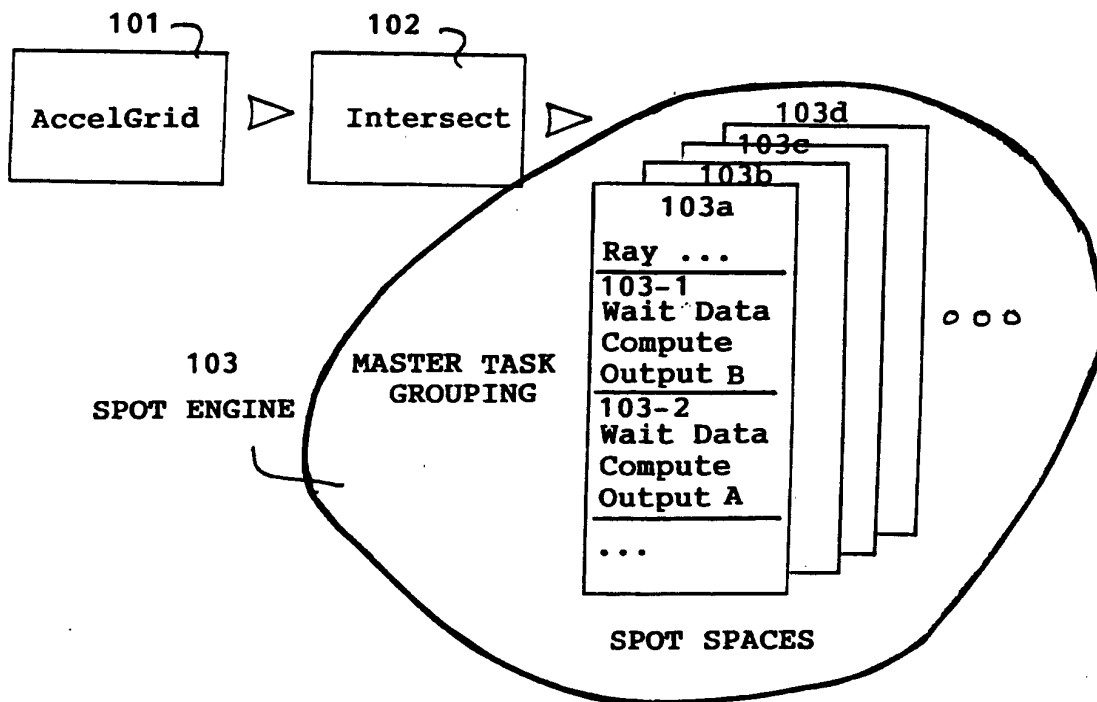 101
102
AccelGrid
Intersect
103d
103c
103b
103a
Ray ...
103-1
Wait Data
Compute
Output B
103-2
Wait Data
Compute
Output A
...
103
SPOT ENGINE
MASTER TASK
GROUPING
SPOT SPACES